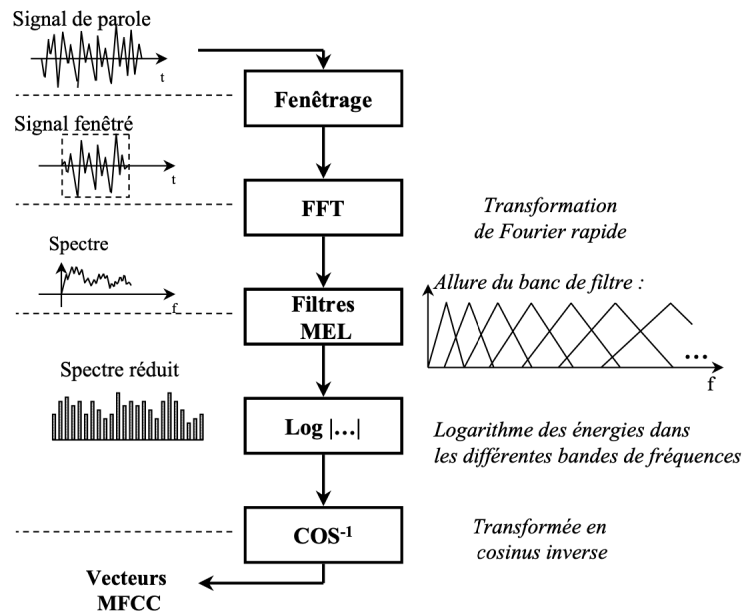 Signal de parole
t
Fenêtrage
Signal fenêtré
t
FFT
Transformation
de Fourier rapide
Spectre
f
Filtres
MEL
Allure du banc de filtre :
...
f
Spectre réduit
Log |...|
Logarithme des énergies dans
les différentes bandes de fréquences
COS-1
Transformée en
cosinus inverse
Vecteurs
MFCC